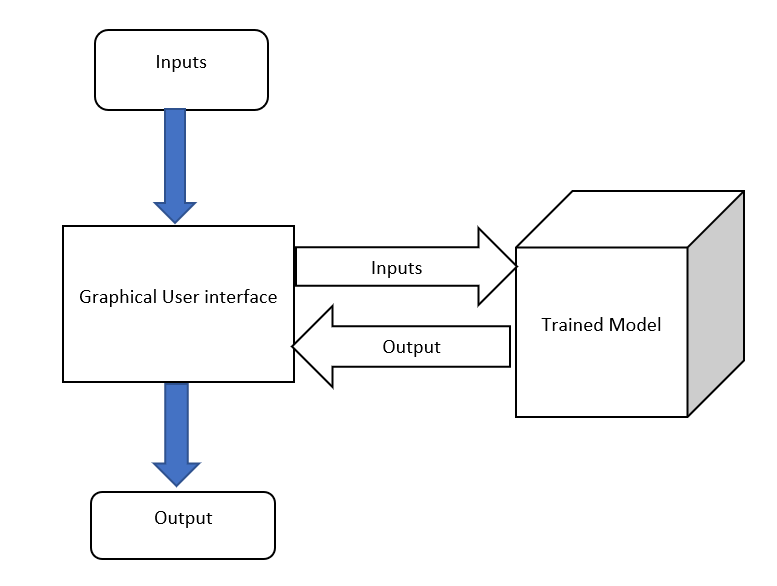 Inputs
Graphical User interface
Inputs
Output
Trained Model
Output